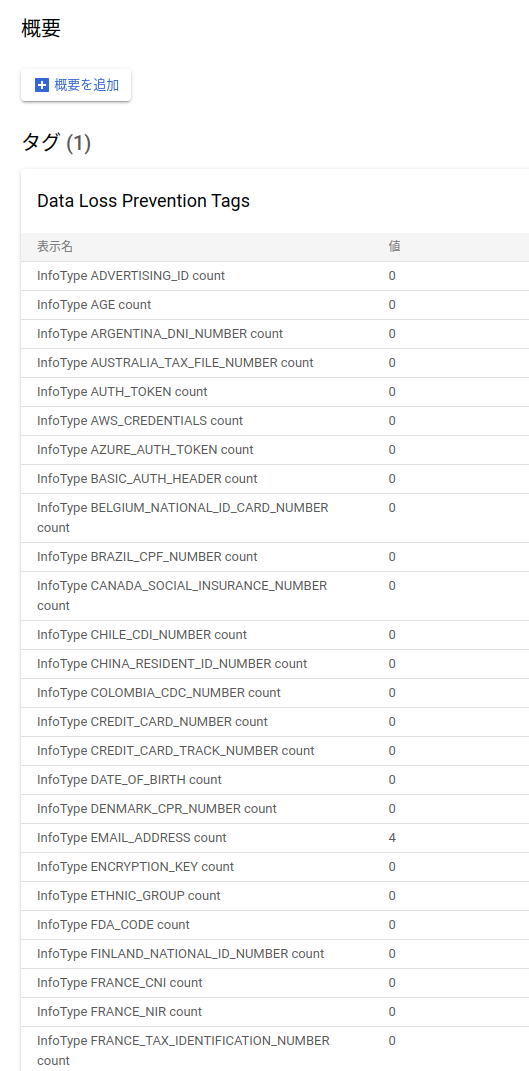 概要
概要を追加
タグ (1)
Data Loss Prevention Tags
表示名 値
InfoType ADVERTISING_ID count 0
InfoType AGE count 0
InfoType ARGENTINA_DNI_NUMBER count 0
InfoType AUSTRALIA_TAX_FILE_NUMBER count 0
InfoType AUTH_TOKEN count 0
InfoType AWS_CREDENTIALS count 0
InfoType AZURE_AUTH_TOKEN count 0
InfoType BASIC_AUTH_HEADER count 0
InfoType BELGIUM_NATIONAL_ID_CARD_NUMBER 0
count
InfoType BRAZIL_CPF_NUMBER count 0
InfoType CANADA_SOCIAL_INSURANCE_NUMBER 0
count
InfoType CHILE_CDI_NUMBER count 0
InfoType CHINA_RESIDENT_ID_NUMBER count 0
InfoType COLOMBIA_CDC_NUMBER count 0
InfoType CREDIT_CARD_NUMBER count 0
InfoType CREDIT_CARD_TRACK_NUMBER count 0
InfoType DATE_OF_BIRTH count 0
InfoType DENMARK_CPR_NUMBER count 0
InfoType EMAIL_ADDRESS count 4
InfoType ENCRYPTION_KEY count 0
InfoType ETHNIC_GROUP count 0
InfoType FDA_CODE count 0
InfoType FINLAND_NATIONAL_ID_NUMBER count 0
InfoType FRANCE_CNI count 0
InfoType FRANCE_NIR count 0
InfoType FRANCE_TAX_IDENTIFICATION_NUMBER 0
count